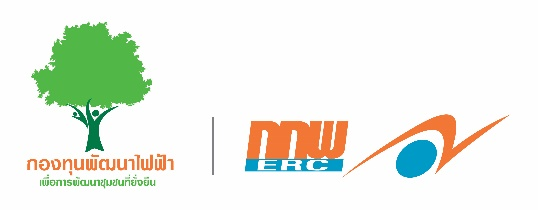 กองทุนพัฒนาไฟฟ้า
เพื่อการพัฒนาชุมชนที่ยั่งยืน
กกพ
ERC